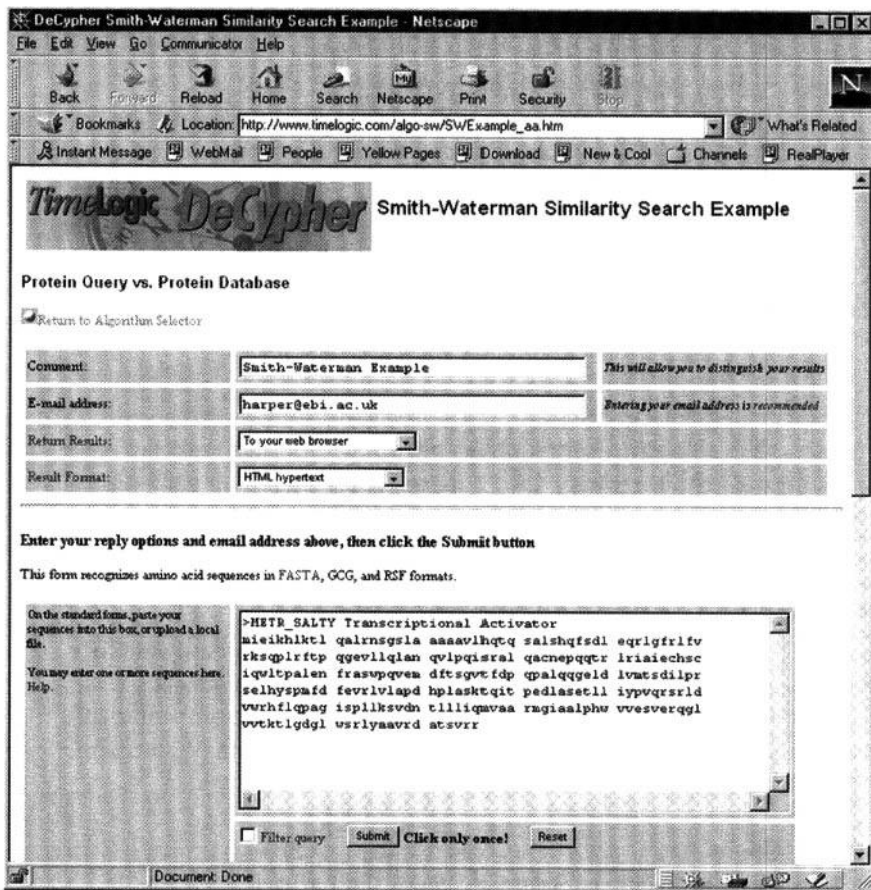 DeCypher Smith-Waterman Similarity Search Example - Netscape
File Edit View Go Communicator Help
Back Forward Reload Home Search Netscape Print Security Stop
Bookmarks Location: http://www.timelogic.com/algo-sw/SWExample_aa.htm What's Related
Instant Message WebMail People Yellow Pages Download New & Cool Channels RealPlayer
TimeLogic DeCypher Smith-Waterman Similarity Search Example
Protein Query vs. Protein Database
Return to Algorithm Selector
Comment: Smith-Waterman Example This will allow you to distinguish your results
E-mail address: harper@ebi.ac.uk Entering your email address is recommended
Return Results: To your web browser
Result Format: HTML hypertext
Enter your reply options and email address above, then click the Submit button
This form recognizes amino acid sequences in FASTA, GCG, and RSF formats.
On the standard forms, paste your
sequences into this box, or upload a local
file.
You may enter one or more sequences here.
Help.
>METR_SALTY Transcriptional Activator
mieikhlktl qalrnsgsla aaaavlhqtq salshqfsdl eqrlgfrlfv
rksqplrftp qgevllqlan qvlpqisral qacnepqqtr lriaiechsc
iqwltpalen frasvpqvem dftsgvtfdp qpalqqgeld lvmtsdilpr
selhyspmfd fevrlvlapd hplasktqit pedlasetll iypvqrsrld
vwrhflqpag ispllksvdn tllliqmvaa rmgiaalphw vvesverqgl
vvtktlgdgl wsrlyaavrd atsvrr
Filter query Submit Click only once! Reset
Document: Done